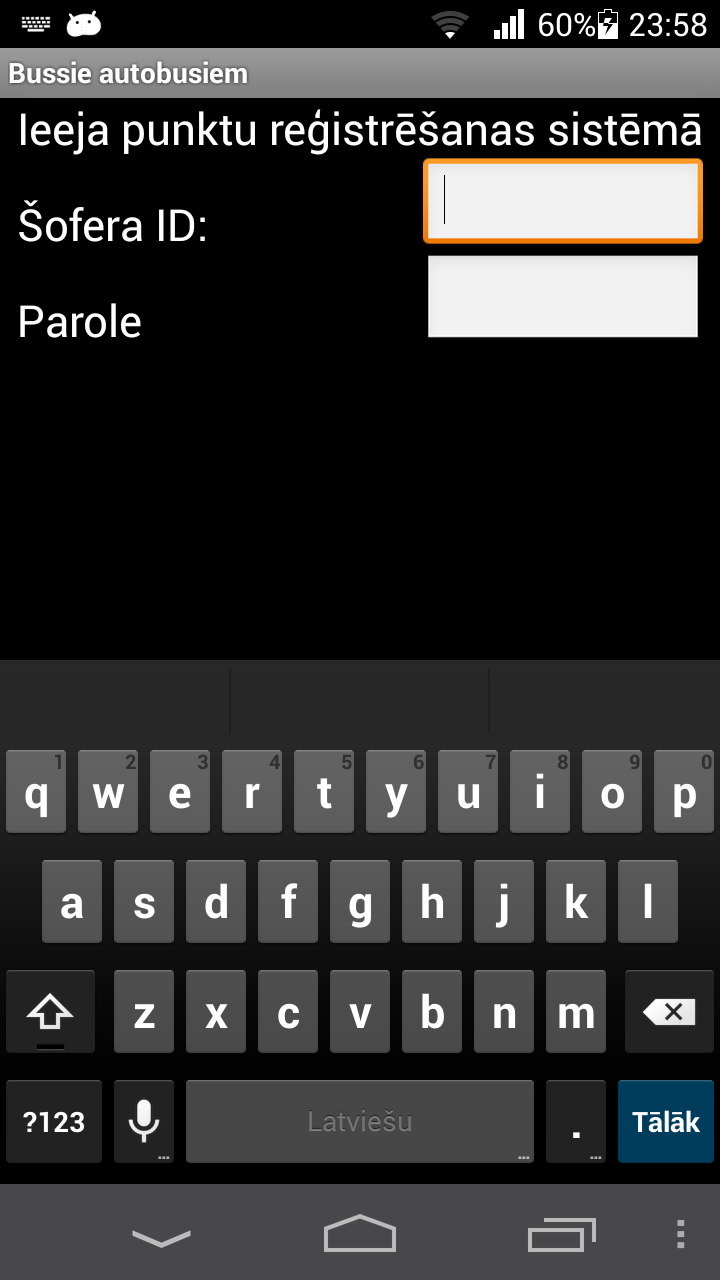 60% 23:58
Bussie autobusiem
Ieeja punktu reģistrēšanas sistēmā
Šofera ID:
Parole
1 2 3 4 5 6 7 8 9 0
q w e r t y u i o p
a s d f g h j k l
z x c v b n m
?123 Latviešu . Tālāk